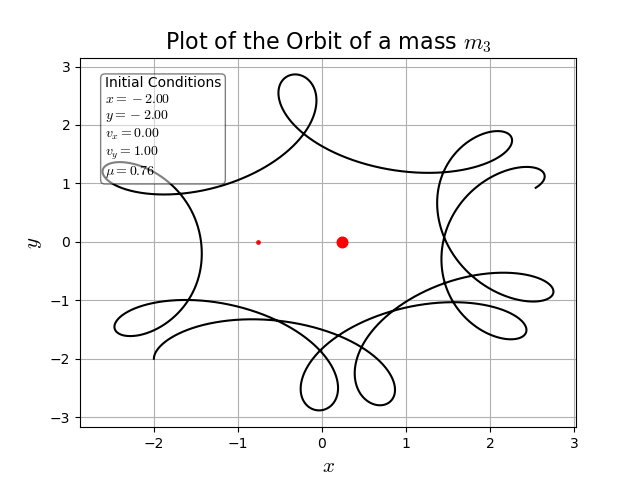 Plot of the Orbit of a mass m₃
Initial Conditions
x = −2.00
y = −2.00
vₓ = 0.00
v_y = 1.00
μ = 0.76
3
2
1
0
−1
−2
−3
y
−2
−1
0
1
2
3
x